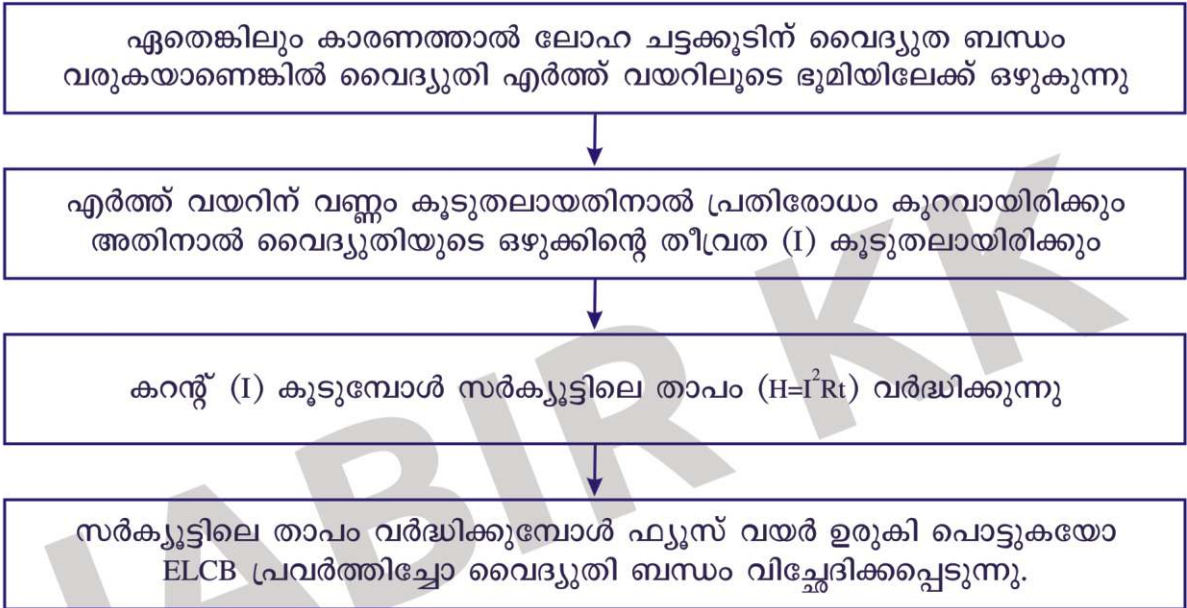 ഏതെങ്കിലും കാരണത്താൽ ലോഹ ചട്ടക്കൂടിന് വൈദ്യുത ബന്ധം
വരുകയാണെങ്കിൽ വൈദ്യുതി എർത്ത് വയറിലൂടെ ഭൂമിയിലേക്ക് ഒഴുകുന്നു
എർത്ത് വയറിന് വണ്ണം കൂടുതലായതിനാൽ പ്രതിരോധം കുറവായിരിക്കും
അതിനാൽ വൈദ്യുതിയുടെ ഒഴുക്കിന്റെ തീവ്രത (I) കൂടുതലായിരിക്കും
കറന്റ് (I) കൂടുമ്പോൾ സർക്യൂട്ടിലെ താപം (H=I²Rt) വർദ്ധിക്കുന്നു
സർക്യൂട്ടിലെ താപം വർദ്ധിക്കുമ്പോൾ ഫ്യൂസ് വയർ ഉരുകി പൊട്ടുകയോ
ELCB പ്രവർത്തിച്ചോ വൈദ്യുതി ബന്ധം വിച്ഛേദിക്കപ്പെടുന്നു.
JABIR KK